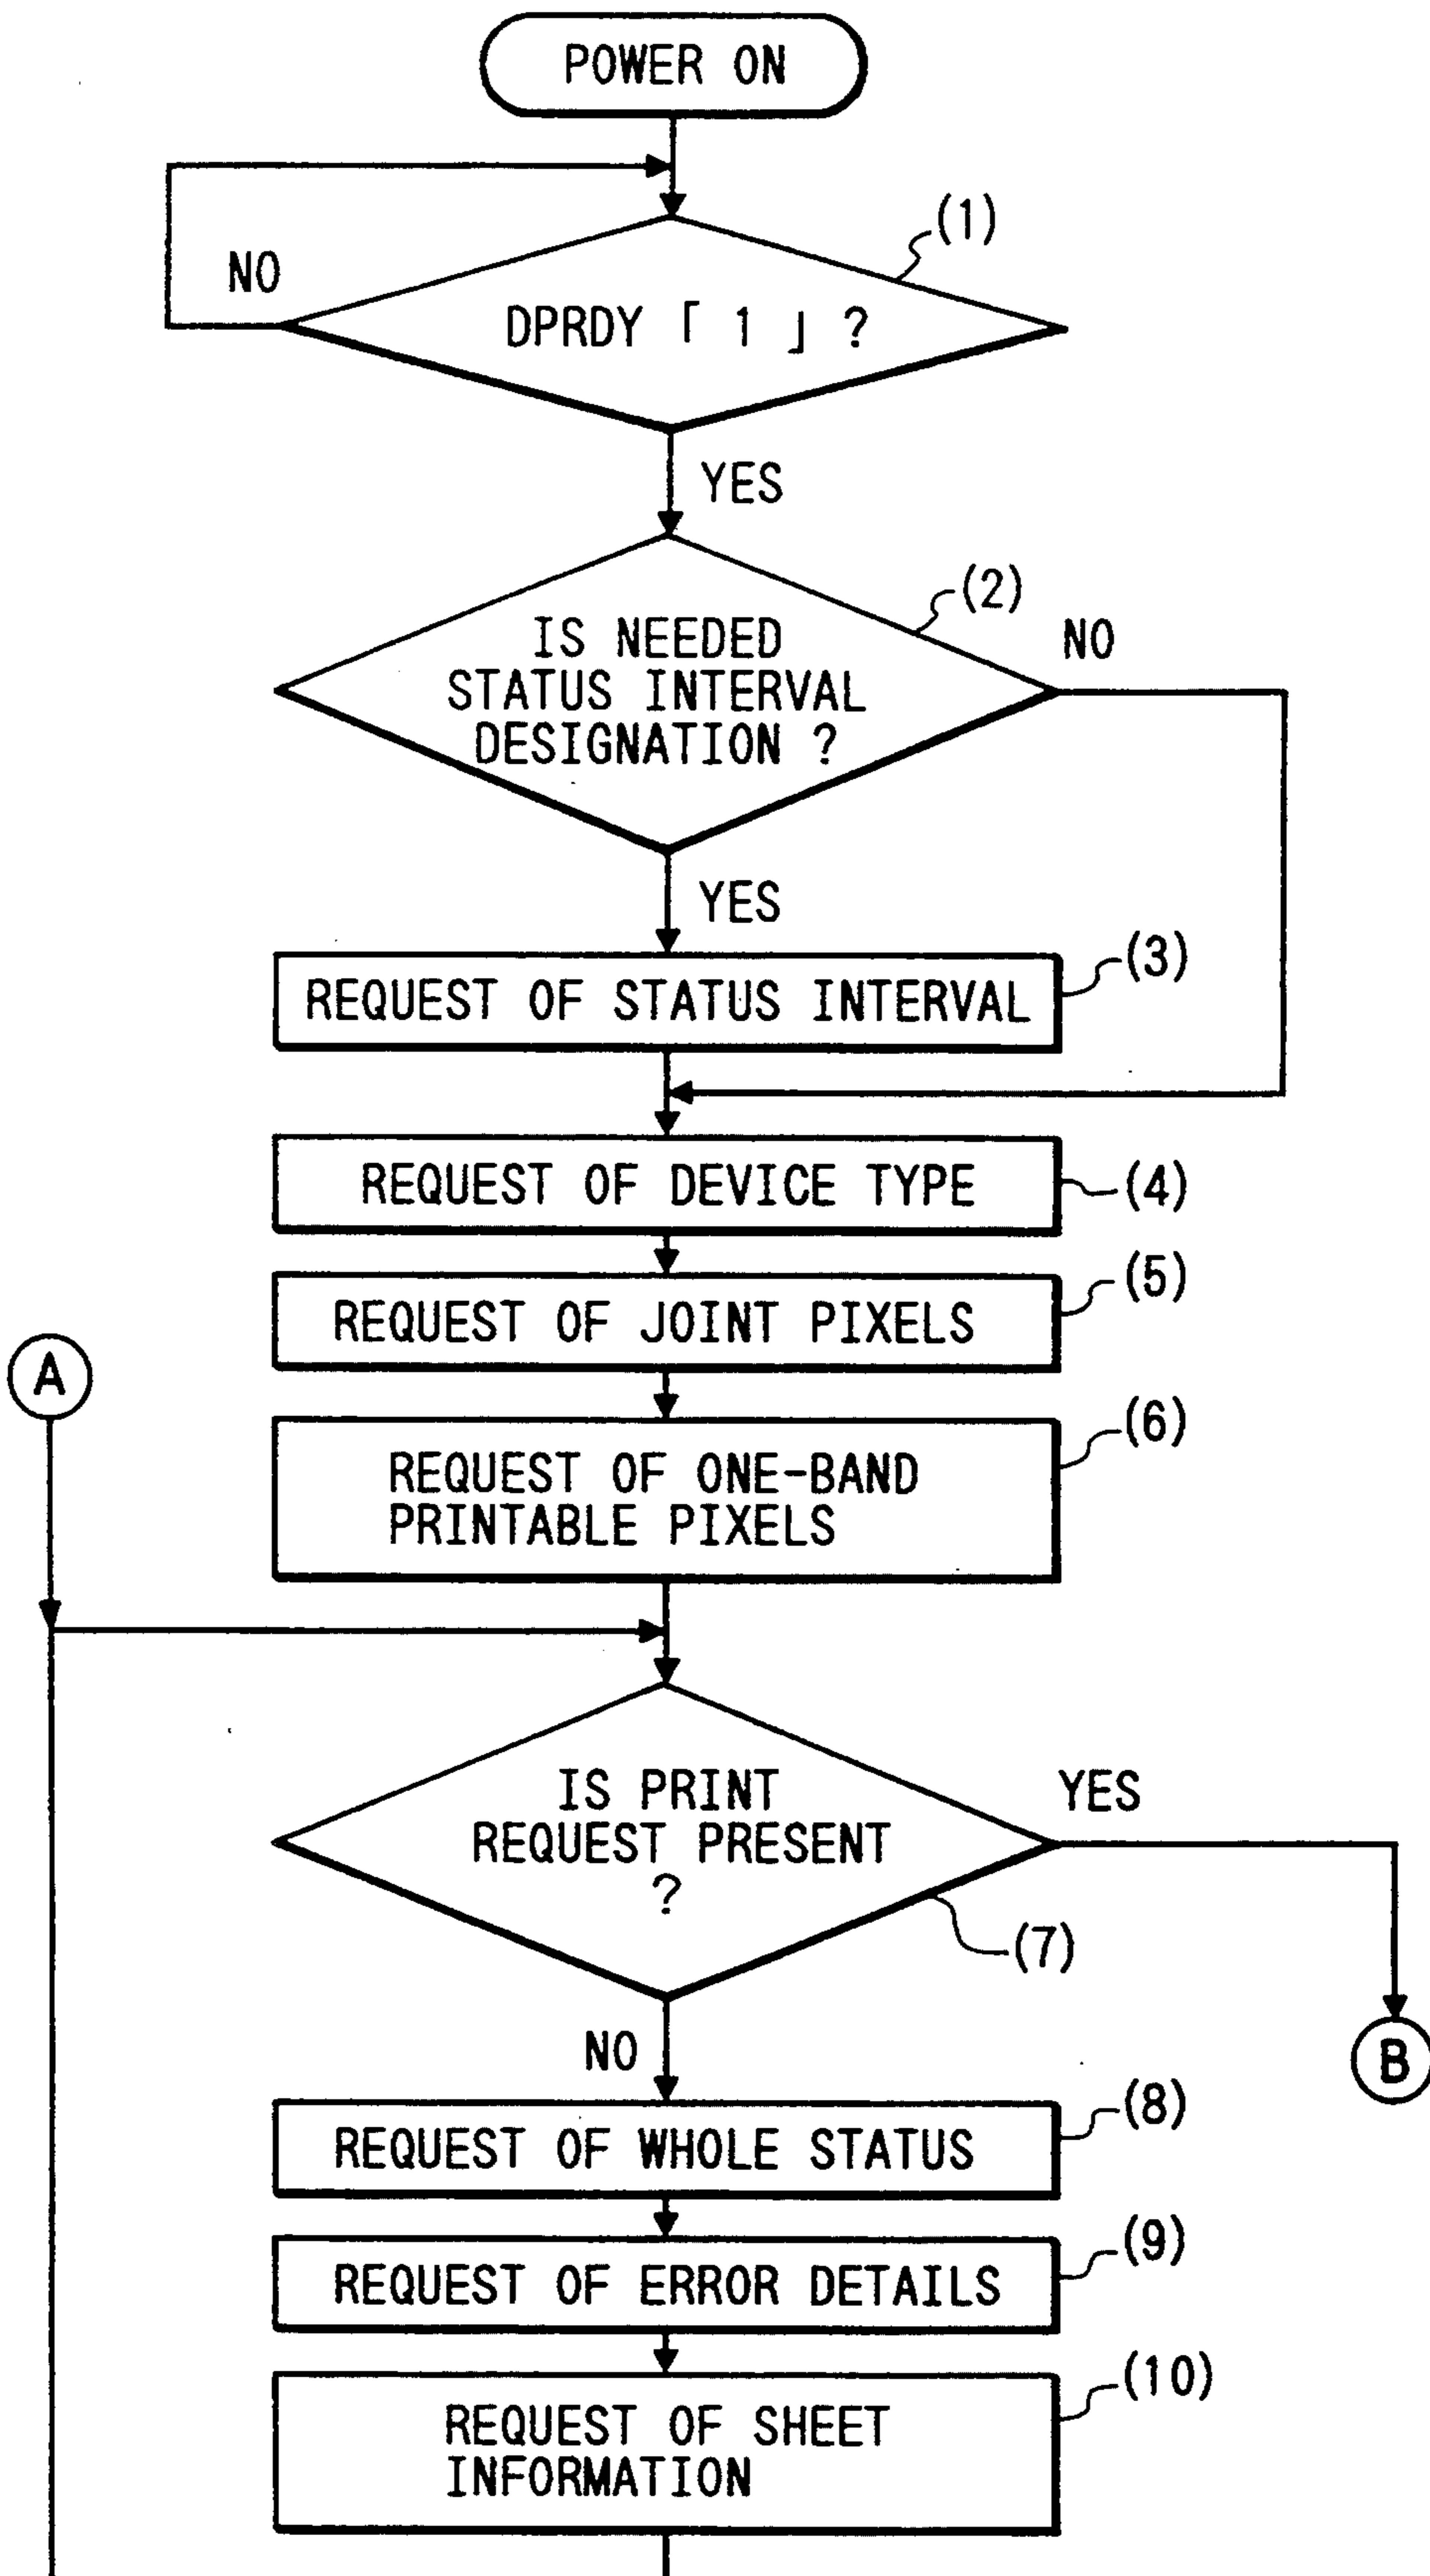 POWER ON
(1)
NO
DPRDY「 1 」?
YES
(2)
NO
IS NEEDED
STATUS INTERVAL
DESIGNATION ?
YES
(3)
REQUEST OF STATUS INTERVAL
REQUEST OF DEVICE TYPE
(4)
(5)
REQUEST OF JOINT PIXELS
A
(6)
REQUEST OF ONE-BAND
PRINTABLE PIXELS
IS PRINT
REQUEST PRESENT
?
YES
(7)
NO
B
(8)
REQUEST OF WHOLE STATUS
(9)
REQUEST OF ERROR DETAILS
(10)
REQUEST OF SHEET
INFORMATION